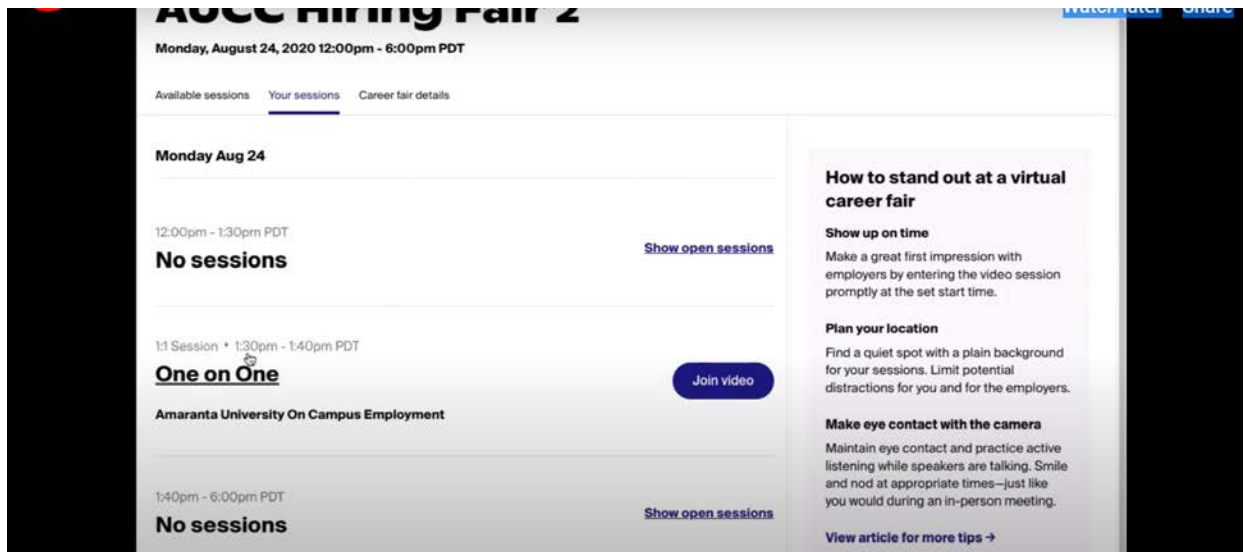 AUCC Hiring Fair 2
Watch later Share
Monday, August 24, 2020 12:00pm - 6:00pm PDT
Available sessions Your sessions Career fair details
Monday Aug 24
12:00pm - 1:30pm PDT
No sessions
Show open sessions
1:1 Session • 1:30pm - 1:40pm PDT
One on One
Join video
Amaranta University On Campus Employment
1:40pm - 6:00pm PDT
No sessions
Show open sessions
How to stand out at a virtual
career fair
Show up on time
Make a great first impression with
employers by entering the video session
promptly at the set start time.
Plan your location
Find a quiet spot with a plain background
for your sessions. Limit potential
distractions for you and for the employers.
Make eye contact with the camera
Maintain eye contact and practice active
listening while speakers are talking. Smile
and nod at appropriate times—just like
you would during an in-person meeting.
View article for more tips →